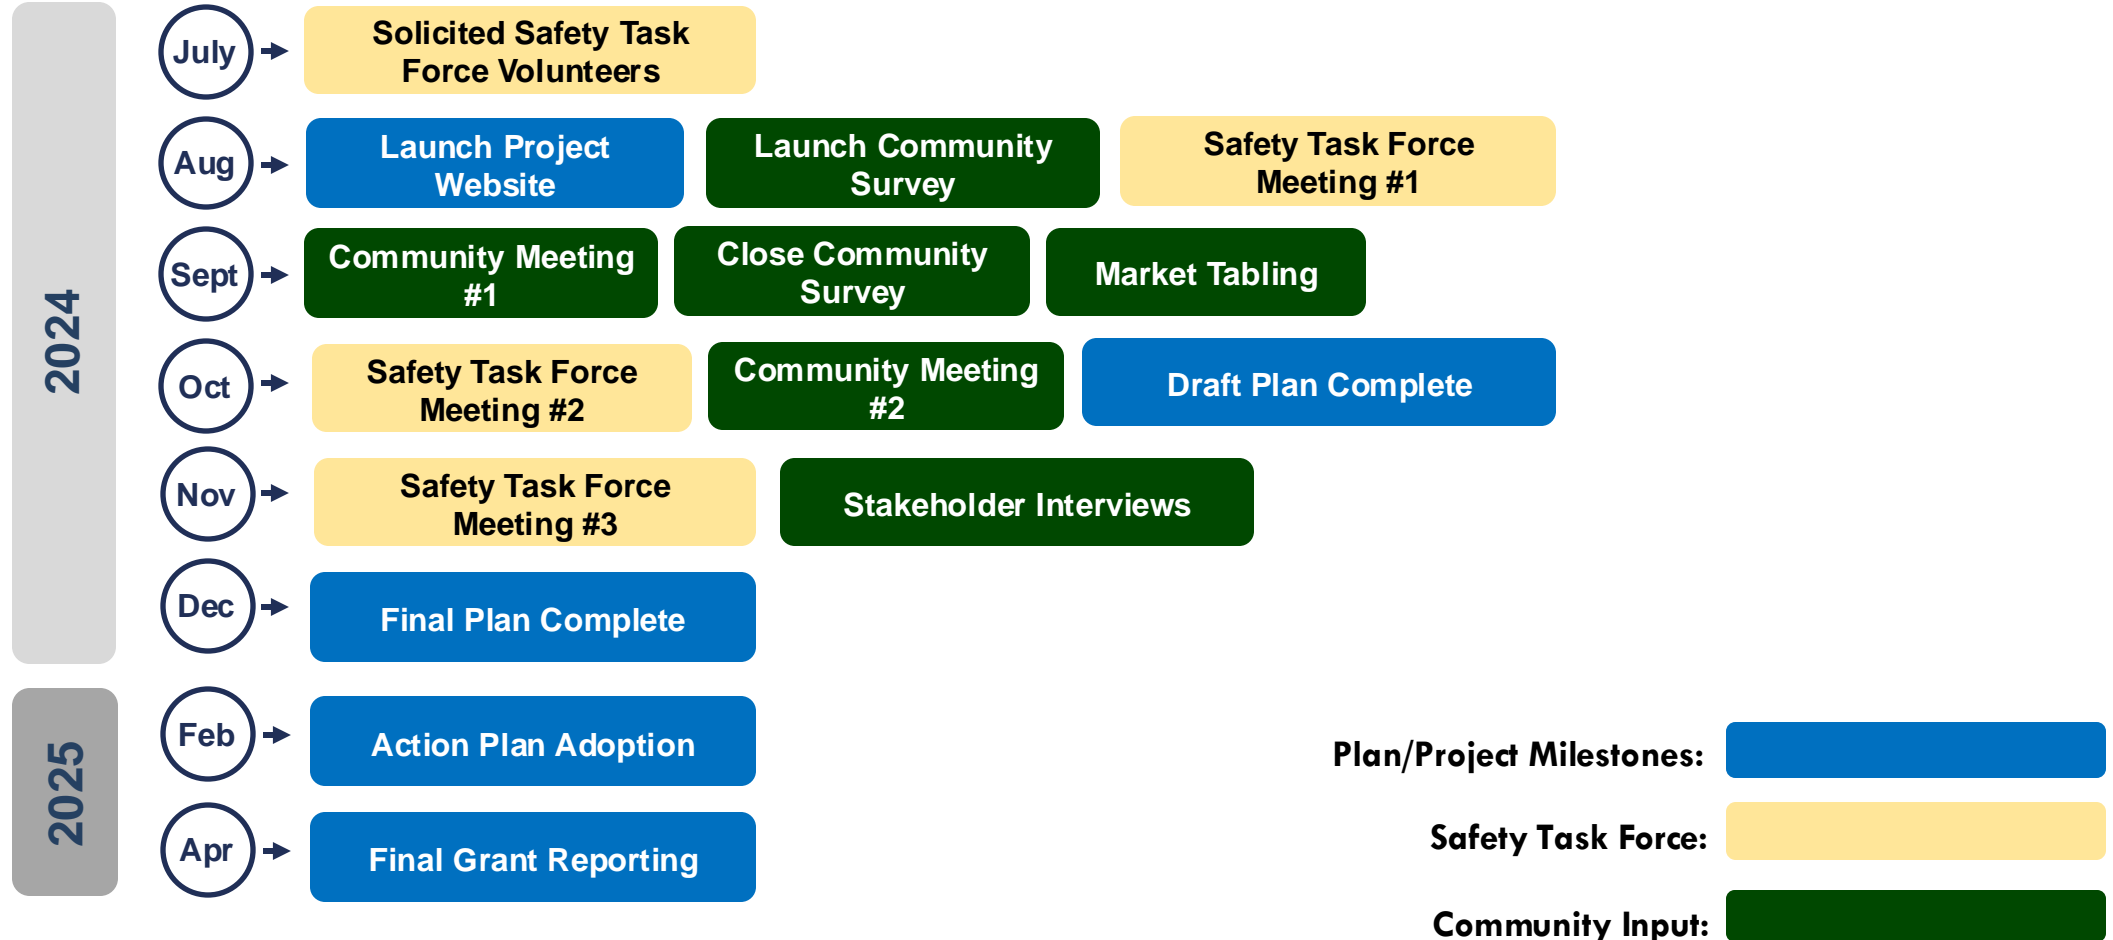 2024
July
Solicited Safety Task
Force Volunteers
Aug
Launch Project
Website
Launch Community
Survey
Safety Task Force
Meeting #1
Sept
Community Meeting
#1
Close Community
Survey
Market Tabling
Oct
Safety Task Force
Meeting #2
Community Meeting
#2
Draft Plan Complete
Nov
Safety Task Force
Meeting #3
Stakeholder Interviews
Dec
Final Plan Complete
2025
Feb
Action Plan Adoption
Apr
Final Grant Reporting
Plan/Project Milestones:
Safety Task Force:
Community Input: